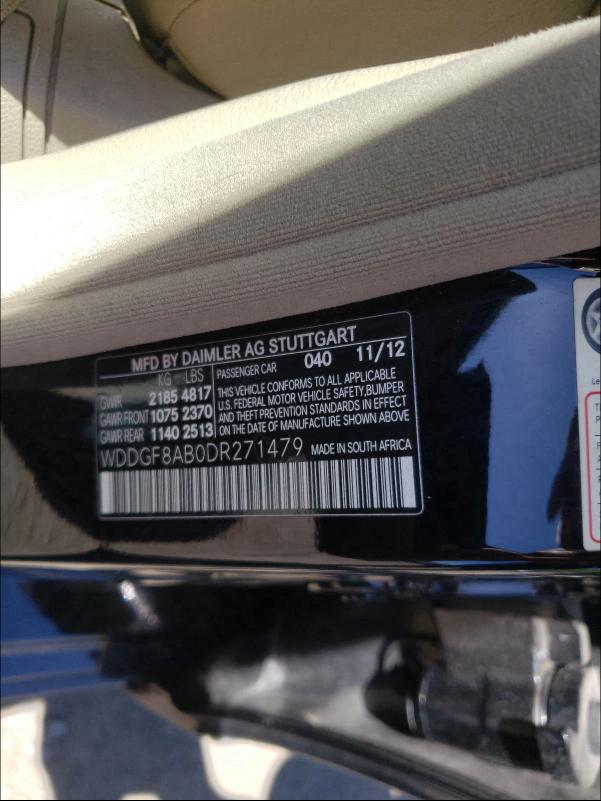 MFD BY DAIMLER AG STUTTGART
KG LBS
GVWR 2185 4817
GAWR FRONT 1075 2370
GAWR REAR 1140 2513
PASSENGER CAR 040 11/12
THIS VEHICLE CONFORMS TO ALL APPLICABLE
U.S. FEDERAL MOTOR VEHICLE SAFETY,BUMPER
AND THEFT PREVENTION STANDARDS IN EFFECT
ON THE DATE OF MANUFACTURE SHOWN ABOVE
WDDGF8AB0DR271479 MADE IN SOUTH AFRICA